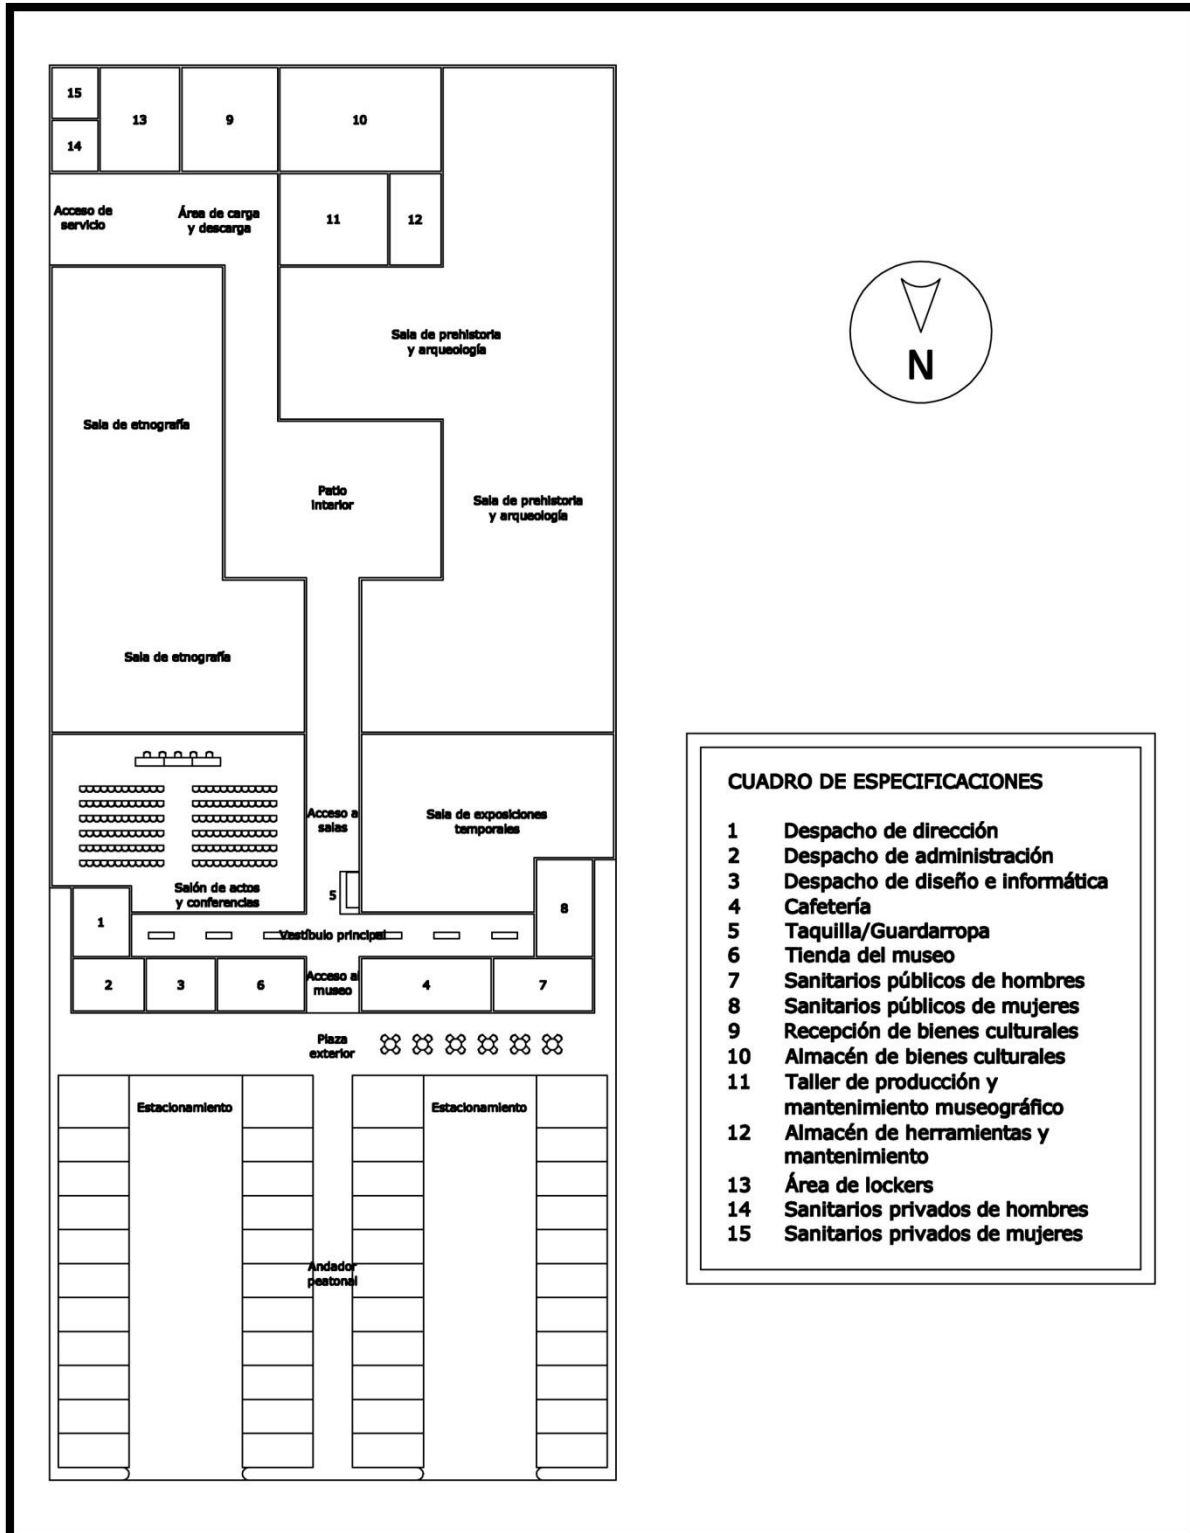 15
13
9
10
14
Acceso de
servicio
Área de carga
y descarga
11
12
Sala de prehistoria
y arqueología
N
Sala de etnografía
Patio
interior
Sala de prehistoria
y arqueología
Sala de etnografía
Acceso a
salas
Sala de exposiciones
temporales
Salón de actos
y conferencias
5
1
8
Vestíbulo principal
2
3
6
Acceso al
museo
4
7
Plaza
exterior
Estacionamiento
Estacionamiento
Andador
peatonal
CUADRO DE ESPECIFICACIONES
1 Despacho de dirección
2 Despacho de administración
3 Despacho de diseño e informática
4 Cafetería
5 Taquilla/Guardarropa
6 Tienda del museo
7 Sanitarios públicos de hombres
8 Sanitarios públicos de mujeres
9 Recepción de bienes culturales
10 Almacén de bienes culturales
11 Taller de producción y
mantenimiento museográfico
12 Almacén de herramientas y
mantenimiento
13 Área de lockers
14 Sanitarios privados de hombres
15 Sanitarios privados de mujeres